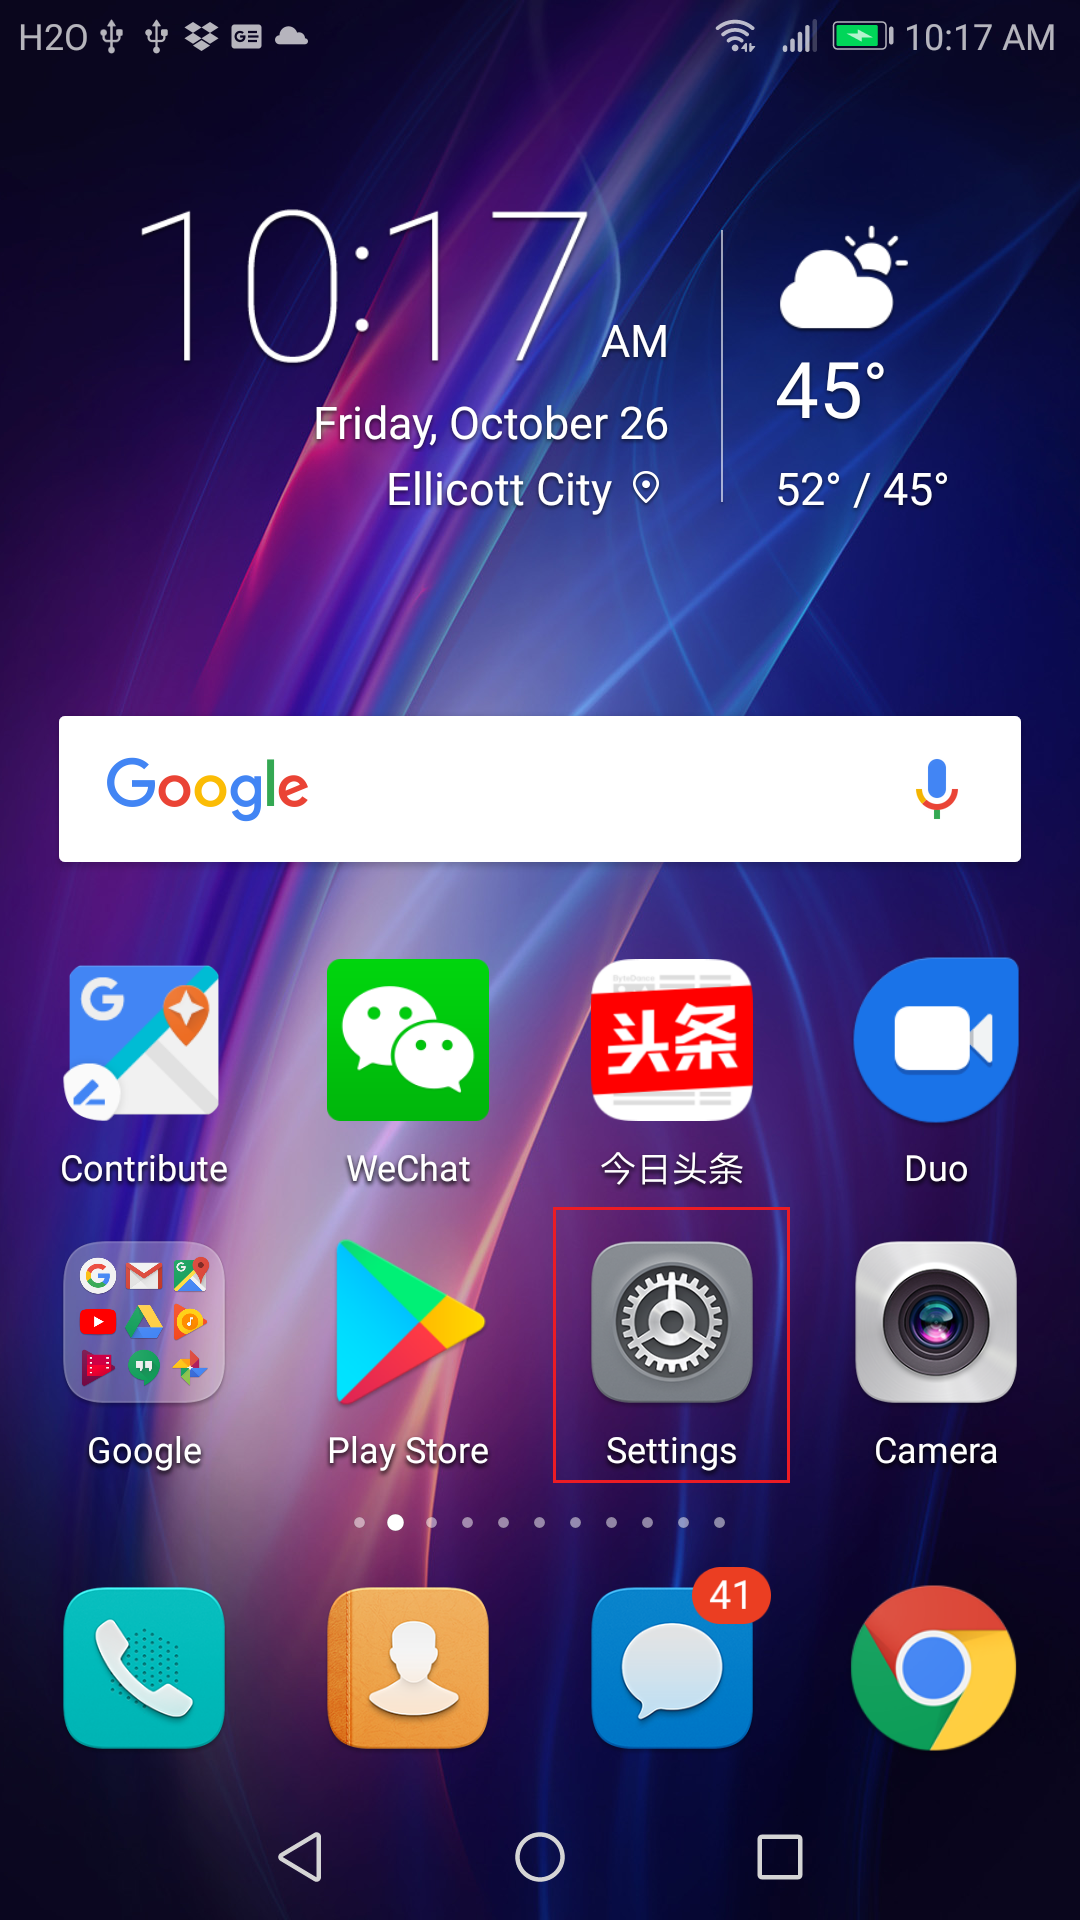 H2O 10:17 AM
10:17 AM
Friday, October 26
Ellicott City
45°
52° / 45°
Google
ByteDance
头条
Contribute
WeChat
今日头条
Duo
Google
Play Store
Settings
Camera
41